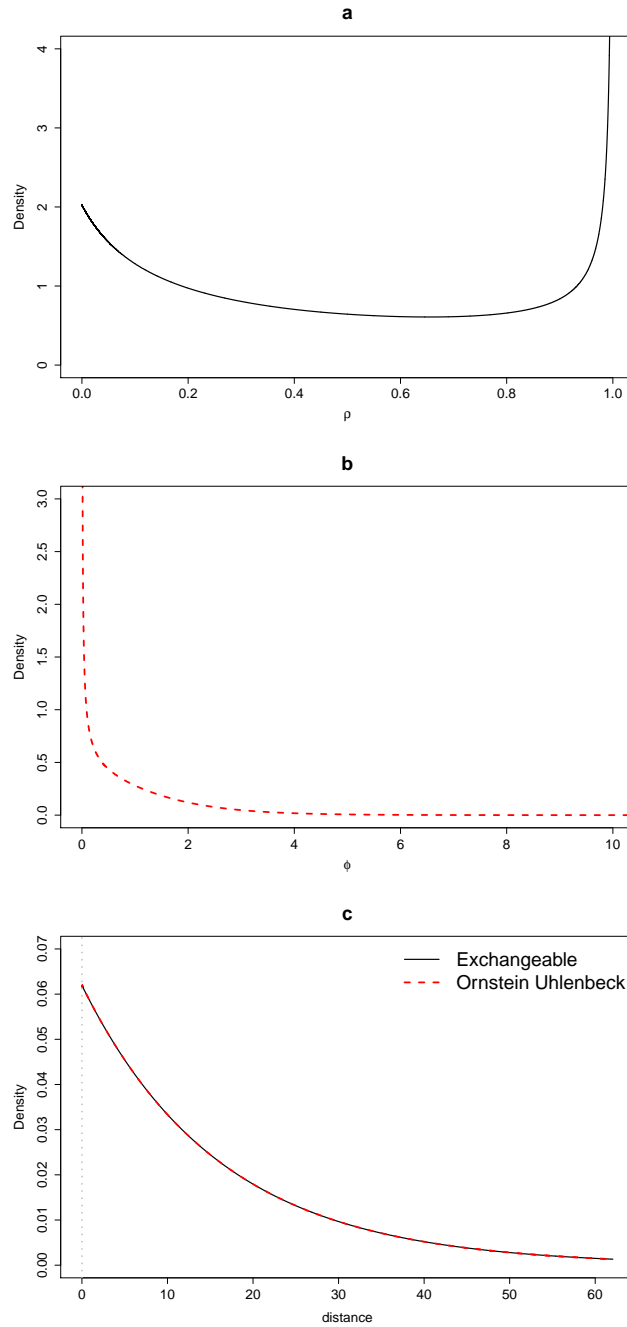 a
4
3
2
1
0
Density
0.0 0.2 0.4 0.6 0.8 1.0
ρ
b
3.0
2.5
2.0
1.5
1.0
0.5
0.0
Density
0 2 4 6 8 10
ϕ
c
0.07
0.06
0.05
0.04
0.03
0.02
0.01
0.00
Density
Exchangeable
Ornstein Uhlenbeck
0 10 20 30 40 50 60
distance